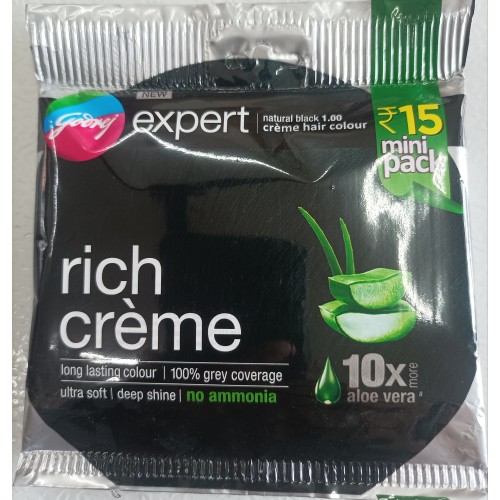 NEW
Godrej expert
natural black 1.00
crème hair colour
₹15
mini
pack
rich
crème
long lasting colour | 100% grey coverage
ultra soft | deep shine | no ammonia
10x more
aloe vera